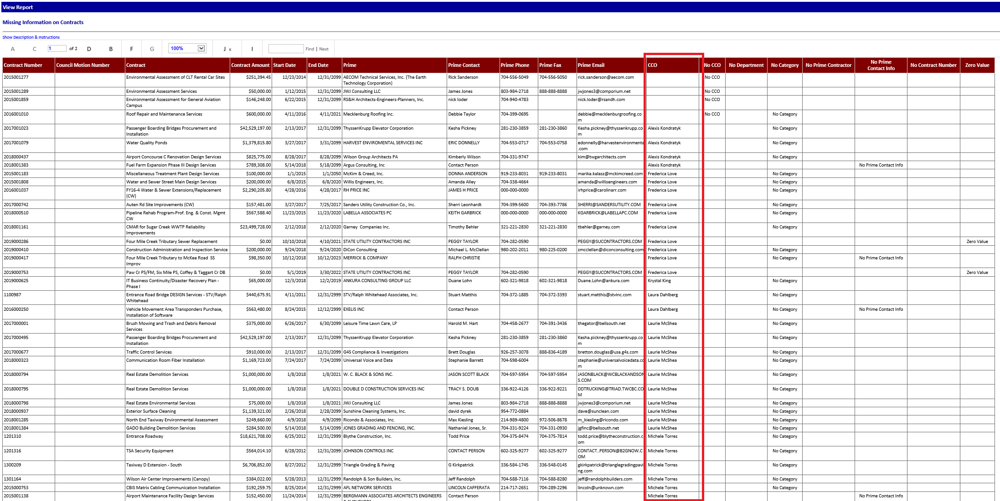 View Report
Missing Information on Contracts
Show Description & Instructions
A C 1 of 2 D B F G 100% J K I Find | Next
Contract Number Council Motion Number Contract Contract Amount Start Date End Date Prime Prime Contact Prime Phone Prime Fax Prime Email CCO No CCO No Department No Category No Prime Contractor No Prime Contact Info No Contract Number Zero Value
2015001277 Environmental Assessment of CLT Rental Car Sites $251,394.45 12/23/2014 12/31/2099 AECOM Technical Services, Inc. (The Earth Technology Corporation) Rick Sanderson 704-556-5049 704-556-5050 rick.sanderson@aecom.com No CCO
2015001289 Environmental Assessment Services $50,000.00 1/12/2015 12/31/2099 JWJ Consulting LLC James Jones 803-984-2718 888-888-8888 jwjones3@comporium.net No CCO
2015001859 Environmental Assessment for General Aviation Campus $146,248.00 6/22/2015 12/31/2099 RS&H Architects-Engineers-Planners, Inc. nick loder 704-940-4783 nick.loder@rsandh.com No CCO
2016001010 Roof Repair and Maintenance Services $600,000.00 4/11/2016 4/11/2021 Mecklenburg Roofing Inc. Debbie Taylor 704-399-0695 debbie@mecklenburgroofing.com No CCO No Category
2017001023 Passenger Boarding Bridges Procurement and Installation $42,529,197.00 2/13/2017 12/31/2099 ThyssenKrupp Elevator Corporation Kesha Pickney 281-230-3859 281-230-3860 Kesha.pickney@thyssenkrupp.com Alexis Kondratyk No Category
2017001079 Water Quality Ponds $1,379,815.80 3/27/2017 3/31/2099 HARVEST ENVIROMENTAL SERVICES INC ERIC DONNELLY 704-553-0717 704-553-0758 edonnelly@harvestenvironmenta.com Alexis Kondratyk No Category
2018000437 Airport Concourse C Renovation Design Services $825,775.00 8/28/2017 8/28/2099 Wilson Group Architects PA Kimberly Wilson 704-331-9747 kim@twgarchitects.com Alexis Kondratyk No Category
2018001383 Fuel Farm Expansion Phase III Design Services $789,308.00 5/14/2018 5/18/2099 Argus Consulting, Inc Contact Person Alexis Kondratyk No Prime Contact Info
2015001183 Miscellaneous Treatment Plant Design Services $100,000.00 1/1/2015 1/1/2050 McKim & Creed, Inc. DONNA ANDERSON 919-233-8031 919-233-8031 marika.kalasz@mckimcreed.com Frederica Love No Category
2015001808 Water and Sewer Street Main Design Services $200,000.00 6/8/2015 6/8/2020 Willis Engineers, Inc. Amanda Alley 704-338-4664 amanda@willisengineers.com Frederica Love No Category
2016001037 FY16-4 Water & Sewer Extensions/Replacement (CW) $2,290,205.80 4/28/2016 4/28/2017 RH PRICE INC JAMES H PRICE 000-000-0000 irhprice@carolinarr.com Frederica Love No Category
2017000742 Auten Rd Site Improvements (CW) $157,481.00 3/27/2017 7/25/2017 Sanders Utility Construction Co., Inc. Sherri Leonhardt 704-399-5600 704-393-7786 SHERRI@SANDERSUTILITY.COM Frederica Love No Category
2018000510 Pipeline Rehab Program-Prof. Eng. & Const. Mgmt CW $567,588.40 11/23/2015 11/23/2020 LABELLA ASSOCIATES PC KEITH GARBRICK 000-000-0000 000-000-0000 KGARBRICK@LABELLAPC.COM Frederica Love No Category
2018001161 CMAR for Sugar Creek WWTP Reliability Improvements $23,499,728.00 2/12/2018 2/12/2020 Garney Companies Inc. Timothy Behler 321-221-2830 321-221-2830 tbehler@garney.com Frederica Love No Category
2019000286 Four Mile Creek Tributary Sewer Replacement $0.00 10/10/2018 4/10/2021 STATE UTILITY CONTRACTORS INC PEGGY TAYLOR 704-282-0590 PEGGY@SUCONTRACTORS.COM Frederica Love Zero Value
2019000410 Construction Administration and Inspection Service $200,000.00 9/24/2018 9/24/2020 DiCon Consulting Michael L. McClellan 980-202-2011 980-225-0200 zmcclellan@diconconsulting.com Frederica Love No Category
2019000417 Four Mile Creek Tributary to McKee Road SS Improv $98,350.00 10/12/2018 10/12/2023 MERRICK & COMPANY RALPH CHRISTIE Frederica Love No Category No Prime Contact Info
2019000753 Paw Cr PS/FM, Six Mile PS, Coffey & Taggart Cr DB $0.00 5/1/2019 3/30/2022 STATE UTILITY CONTRACTORS INC PEGGY TAYLOR 704-282-0590 PEGGY@SUCONTRACTORS.COM Frederica Love Zero Value
2019000625 IT Business Continuity/Disaster Recovery Plan - Phase I $65,000.00 12/3/2018 12/2/2019 ANKURA CONSULTING GROUP LLC Duane Lohn 602-321-9818 602-321-9818 Duane.Lohn@ankura.com Krystal King No Category
1100987 Entrance Road Bridge DESIGN Services - STV/Ralph Whitehead $440,675.91 4/11/2011 12/31/2999 STV/Ralph Whitehead Associates, Inc. Stuart Matthis 704-372-1885 704-372-3393 stuart.matthis@stvinc.com Laura Dahlberg No Category
2016000250 Vehicle Movement Area Transponders Purchase, Installation of Software $563,480.00 8/24/2015 12/12/2999 EXELIS INC Contact Person Laura Dahlberg No Category No Prime Contact Info
2017000001 Brush Mowing and Trash and Debris Removal Services $375,000.00 6/26/2017 6/30/2099 Leisure Time Lawn Care, LP Harold M. Hart 704-458-2677 704-391-3436 thegator@bellsouth.net Laurie McShea No Category
2017000495 Passenger Boarding Bridges Procurement and Installation $42,529,197.00 2/13/2017 12/31/2099 ThyssenKrupp Elevator Corporation Kesha Pickney 281-230-3859 281-230-3860 Kesha.pickney@thyssenkrupp.com Laurie McShea No Category
2017000677 Traffic Control Services $910,000.00 2/13/2017 12/31/2099 G4S Compliance & Investigations Brett Douglas 926-257-3078 888-836-4189 bretton.douglas@usa.g4s.com Laurie McShea No Category
2018000323 Communication Room Fiber Installation $1,169,723.00 7/24/2017 7/24/2099 Universal Voice and Data Stephanie Barrett 704-598-6004 stephanie@universalvoicedata.com Laurie McShea No Category
2018000794 Real Estate Demolition Services $1,000,000.00 1/8/2018 1/8/2021 W. C. BLACK & SONS INC. JASON SCOTT BLACK 704-597-5954 704-597-5954 JASONBLACK@WCBLACKANDSONS.COM Laurie McShea No Category
2018000795 Real Estate Demolition Services $1,000,000.00 1/8/2018 1/8/2021 DOUBLE D CONSTRUCTION SERVICES INC TRACY S. DOUB 336-922-4126 336-922-9221 DDTRUCKING@TRIAD.TWCBC.COM Laurie McShea No Category
2018000798 Real Estate Environmental Services $75,000.00 1/8/2018 1/8/2021 JWJ Consulting LLC James Jones 803-984-2718 888-888-8888 jwjones3@comporium.net Laurie McShea No Category
2018000937 Exterior Surface Cleaning $1,139,321.00 2/26/2018 2/28/2099 Sunshine Cleaning Systems, Inc. david dyrek 954-772-0884 dave@sunclean.com Laurie McShea No Category
2018001285 North End Taxiway Environmental Assessment $249,660.00 4/9/2018 4/9/2099 Ricondo & Associates, Inc. Max Kiesling 214-989-4800 972-506-8678 m_kiesling@ricondo.com Laurie McShea No Category
2018001384 GADO Building Demolition Services $284,500.00 5/14/2018 5/14/2099 JONES GRADING AND FENCING, INC. Nathaniel Jones, Sr. 704-331-9224 704-331-0930 jgfinc@bellsouth.net Laurie McShea No Category
1201310 Entrance Roadway $18,621,708.00 6/25/2012 12/31/2999 Blythe Construction, Inc. Todd Price 704-375-8474 704-375-7814 todd.price@blytheconstruction.com Michele Torres No Category
1201316 TSA Security Equipment $564,014.10 6/28/2012 12/31/2099 JOHNSON CONTROLS INC CONTACT PERSON 602-325-9277 602-325-9277 CONTACT..PERSON@B2GNOW.COM Michele Torres No Category
1300209 Taxiway D Extension - South $6,706,852.00 8/27/2012 12/31/2999 Triangle Grading & Paving G Kirkpatrick 336-584-1745 336-548-0145 gkirkpatrick@trianglegradingpaving.com Michele Torres No Category
1301164 Wilson Air Center Improvements (Canopy) $384,022.00 5/28/2013 12/31/2999 Randolph & Son Builders, Inc. Jeff Randolph 704-588-7116 704-588-8280 jeff@randolphbuilders.com Michele Torres No Category
2015000753 CBIS Matrix Cabling Communication Installation $192,259.75 8/25/2014 12/31/2999 AFL NETWORK SERVICES LINCOLN CAFFERATA 214-717-2651 704-289-2296 lincoln@unknown.com Michele Torres No Category
2015001138 Airport Maintenance Facility Design Services $152,450.00 11/24/2014 12/31/2999 BERGMANN ASSOCIATES ARCHITECTS ENGINEERS Contact Person Michele Torres No Prime Contact Info